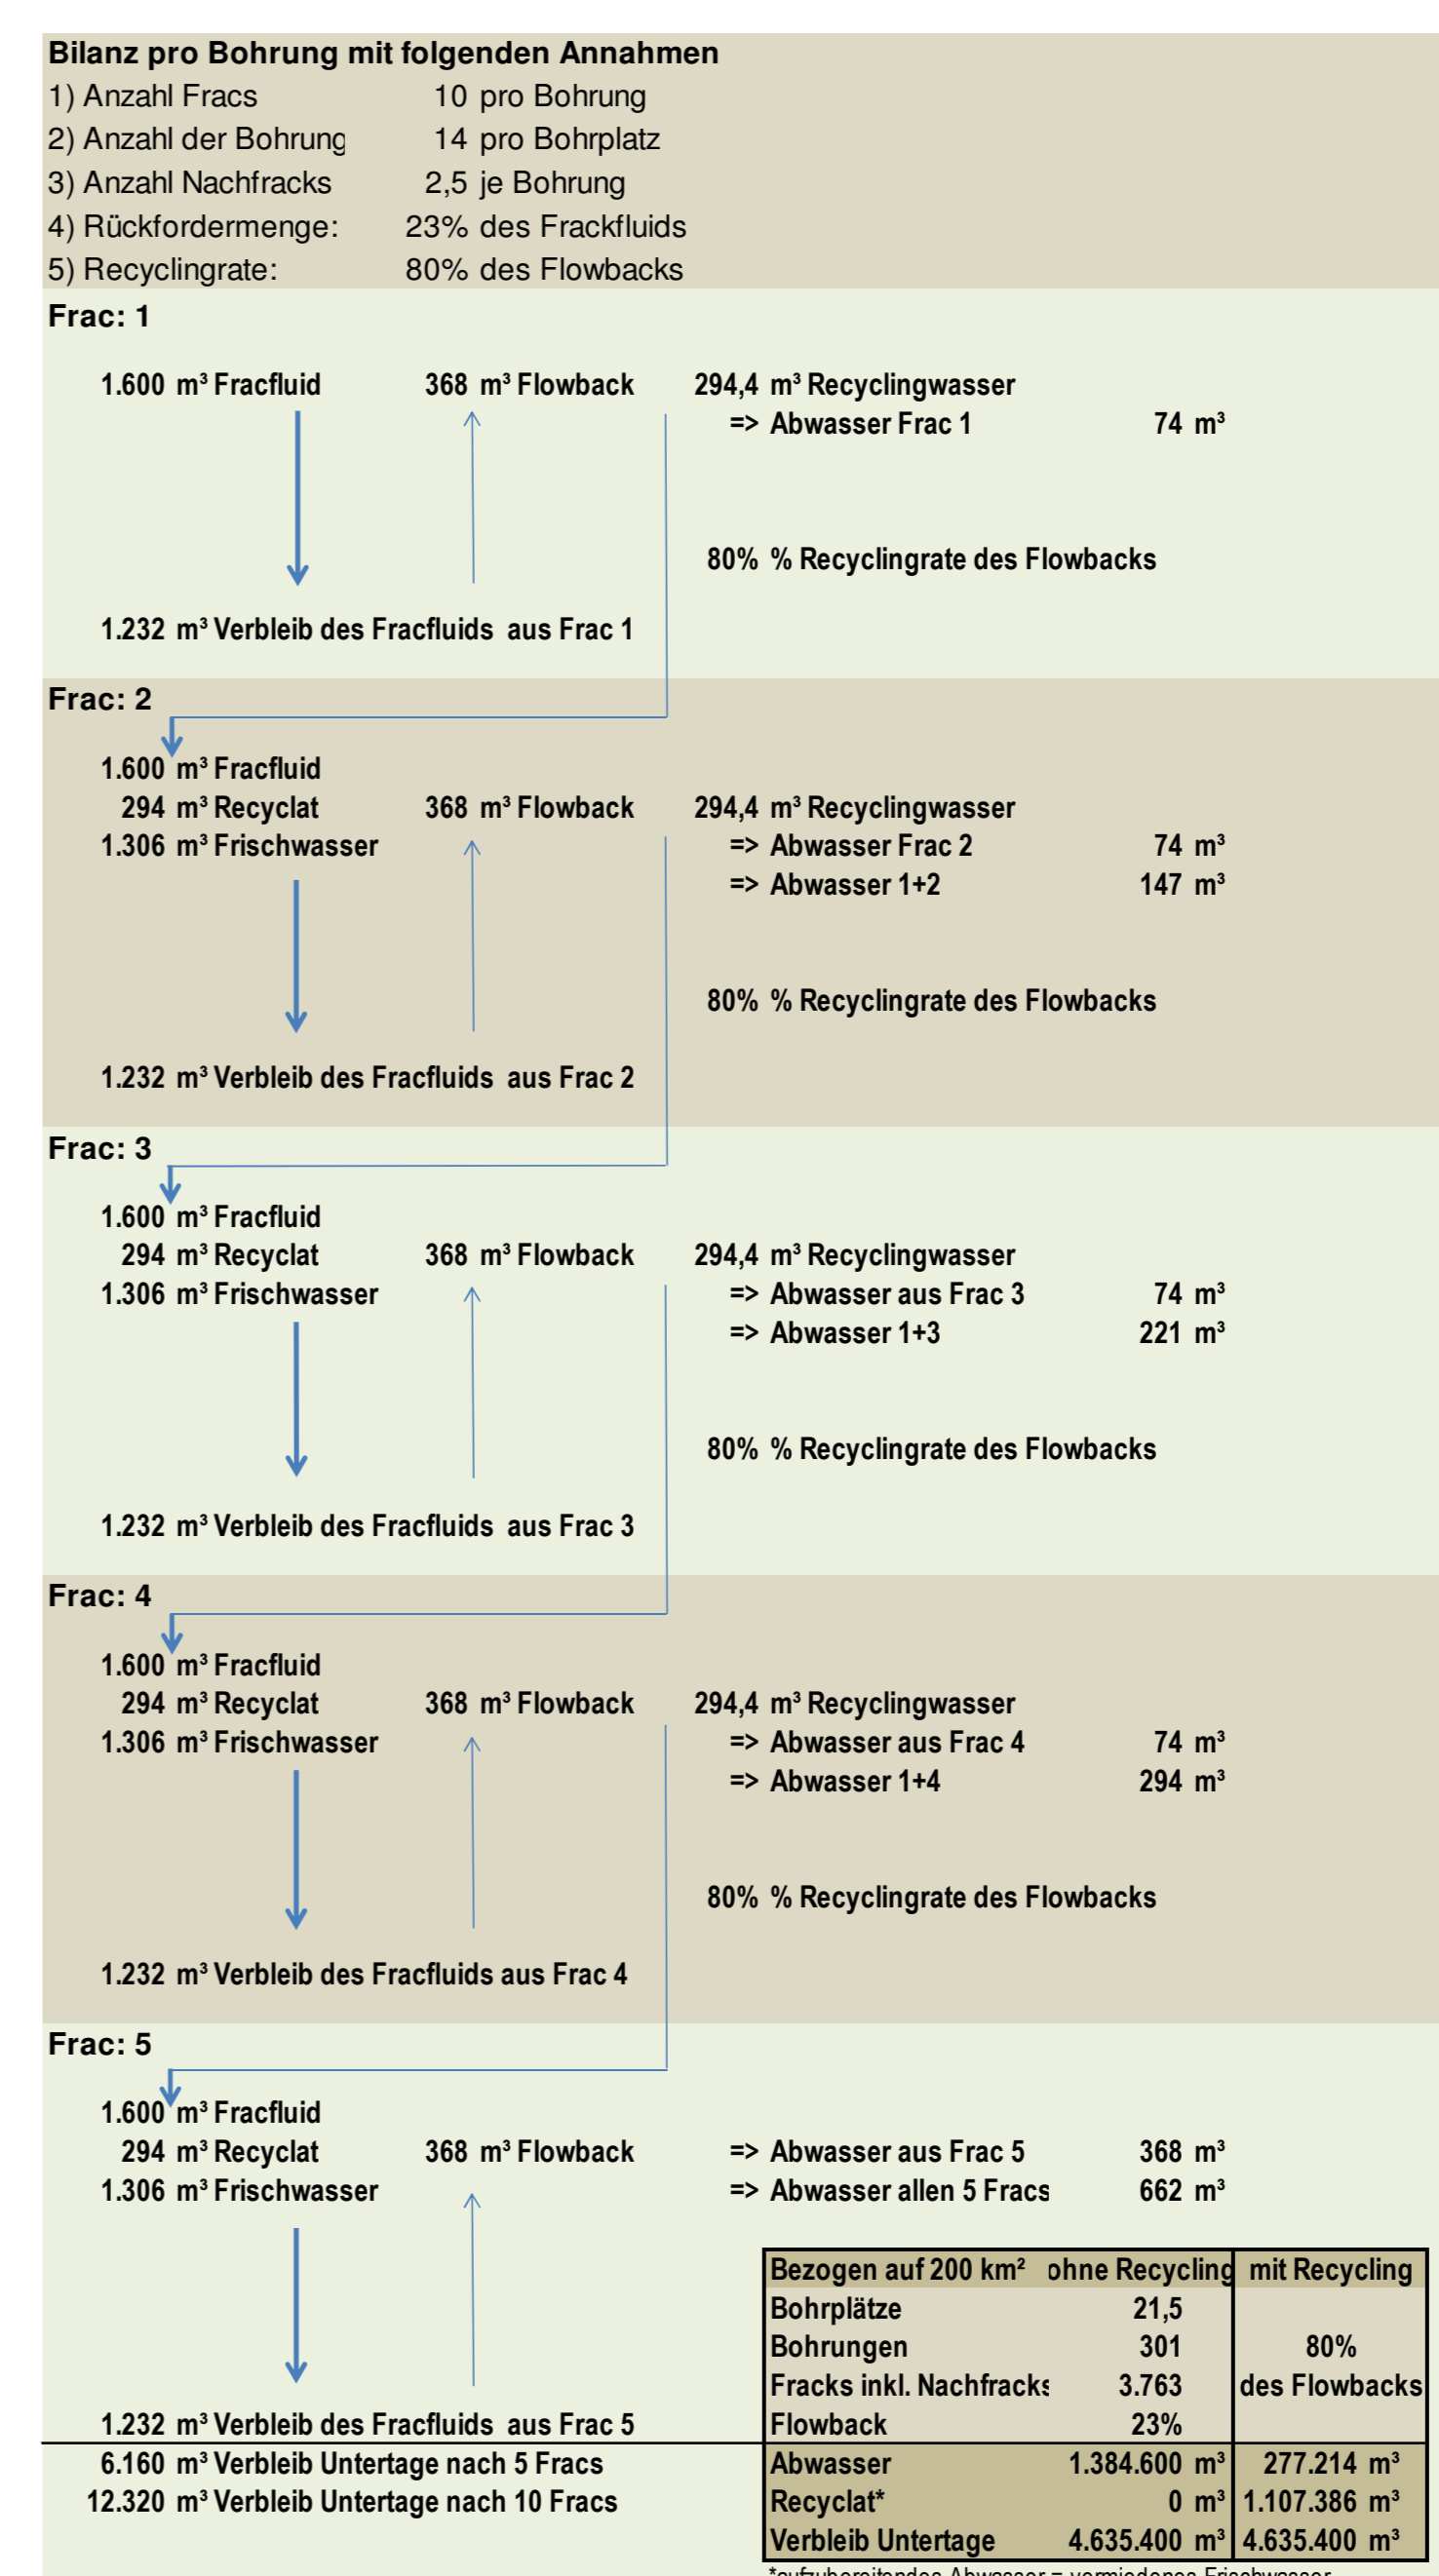 Bilanz pro Bohrung mit folgenden Annahmen
1) Anzahl Fracs 10 pro Bohrung
2) Anzahl der Bohrung 14 pro Bohrplatz
3) Anzahl Nachfracks 2,5 je Bohrung
4) Rückfordermenge: 23% des Frackfluids
5) Recyclingrate: 80% des Flowbacks
Frac: 1
1.600 m³ Fracfluid 368 m³ Flowback 294,4 m³ Recyclingwasser
=> Abwasser Frac 1 74 m³
80% % Recyclingrate des Flowbacks
1.232 m³ Verbleib des Fracfluids aus Frac 1
Frac: 2
1.600 m³ Fracfluid
294 m³ Recyclat 368 m³ Flowback 294,4 m³ Recyclingwasser
1.306 m³ Frischwasser => Abwasser Frac 2 74 m³
=> Abwasser 1+2 147 m³
80% % Recyclingrate des Flowbacks
1.232 m³ Verbleib des Fracfluids aus Frac 2
Frac: 3
1.600 m³ Fracfluid
294 m³ Recyclat 368 m³ Flowback 294,4 m³ Recyclingwasser
1.306 m³ Frischwasser => Abwasser aus Frac 3 74 m³
=> Abwasser 1+3 221 m³
80% % Recyclingrate des Flowbacks
1.232 m³ Verbleib des Fracfluids aus Frac 3
Frac: 4
1.600 m³ Fracfluid
294 m³ Recyclat 368 m³ Flowback 294,4 m³ Recyclingwasser
1.306 m³ Frischwasser => Abwasser aus Frac 4 74 m³
=> Abwasser 1+4 294 m³
80% % Recyclingrate des Flowbacks
1.232 m³ Verbleib des Fracfluids aus Frac 4
Frac: 5
1.600 m³ Fracfluid
294 m³ Recyclat 368 m³ Flowback => Abwasser aus Frac 5 368 m³
1.306 m³ Frischwasser => Abwasser allen 5 Fracs 662 m³
Bezogen auf 200 km² ohne Recycling mit Recycling
Bohrplätze 21,5
Bohrungen 301 80%
Fracks inkl. Nachfracks 3.763 des Flowbacks
1.232 m³ Verbleib des Fracfluids aus Frac 5 Flowback 23%
6.160 m³ Verbleib Untertage nach 5 Fracs Abwasser 1.384.600 m³ 277.214 m³
12.320 m³ Verbleib Untertage nach 10 Fracs Recyclat* 0 m³ 1.107.386 m³
Verbleib Untertage 4.635.400 m³ 4.635.400 m³
*aufzubereitendes Abwasser = vermiedenes Frischwasser